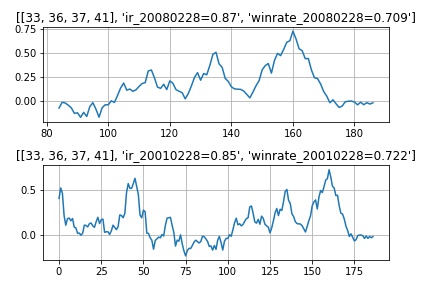 [[33, 36, 37, 41], 'ir_20080228=0.87', 'winrate_20080228=0.709']
0.75
0.50
0.25
0.00
80 100 120 140 160 180
[[33, 36, 37, 41], 'ir_20010228=0.85', 'winrate_20010228=0.722']
0.5
0.0
0 25 50 75 100 125 150 175